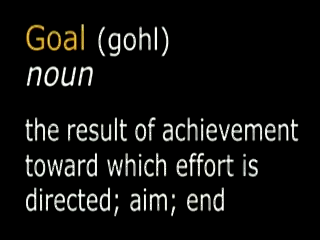 Goal (gohl)
noun
the result of achievement
toward which effort is
directed; aim; end